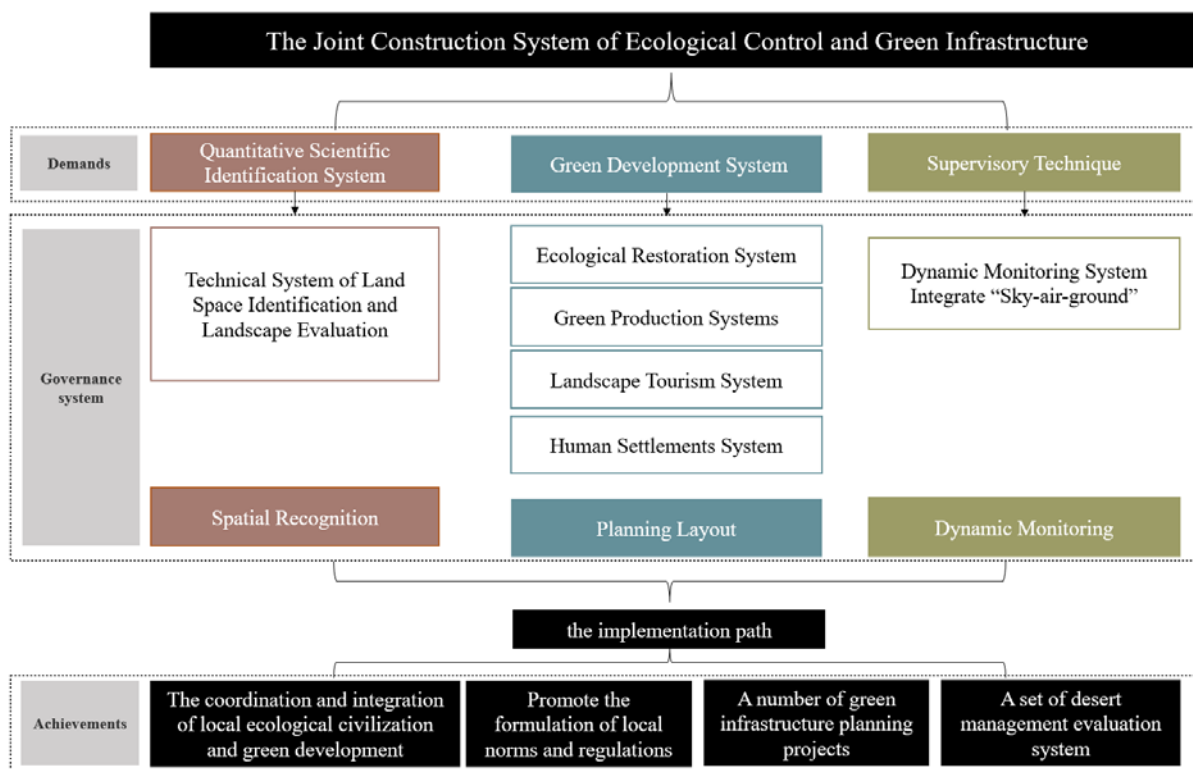 The Joint Construction System of Ecological Control and Green Infrastructure
Demands
Quantitative Scientific
Identification System
Green Development System
Supervisory Technique
Governance
system
Technical System of Land
Space Identification and
Landscape Evaluation
Ecological Restoration System
Green Production Systems
Landscape Tourism System
Human Settlements System
Dynamic Monitoring System
Integrate “Sky-air-ground”
Spatial Recognition
Planning Layout
Dynamic Monitoring
the implementation path
Achievements
The coordination and integration
of local ecological civilization
and green development
Promote the
formulation of local
norms and regulations
A number of green
infrastructure planning
projects
A set of desert
management evaluation
system